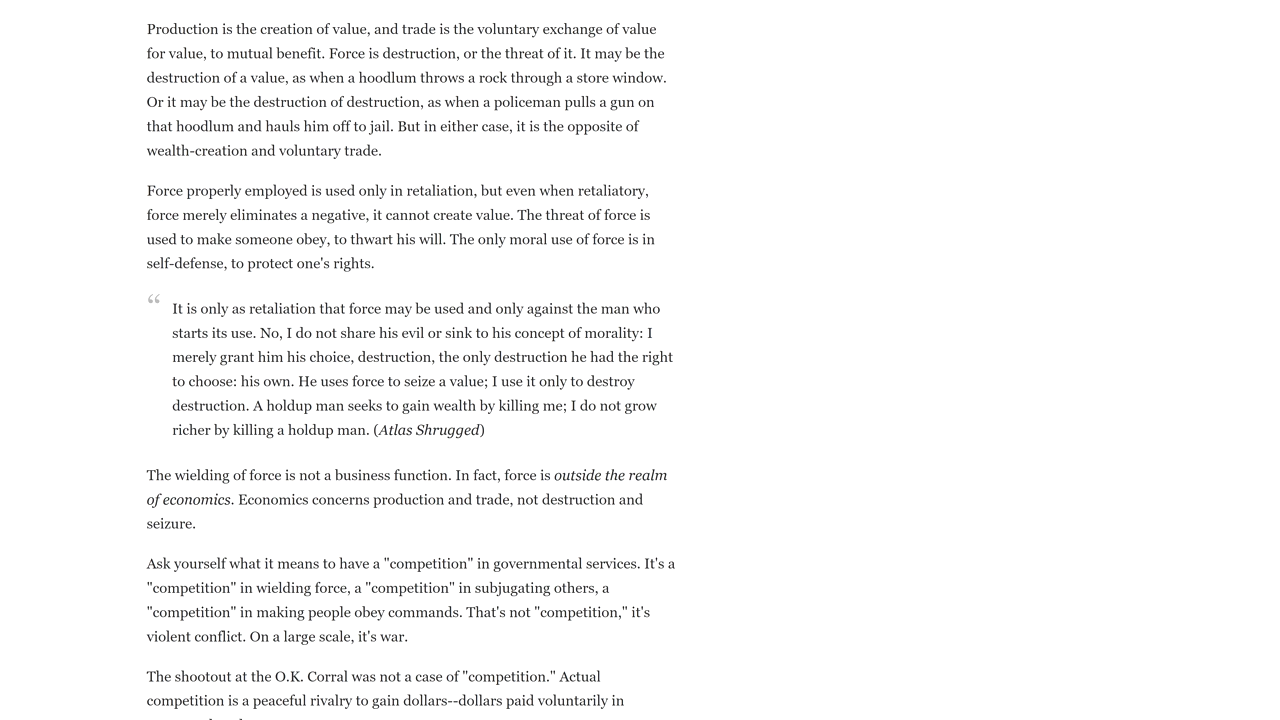 Production is the creation of value, and trade is the voluntary exchange of value
for value, to mutual benefit. Force is destruction, or the threat of it. It may be the
destruction of a value, as when a hoodlum throws a rock through a store window.
Or it may be the destruction of destruction, as when a policeman pulls a gun on
that hoodlum and hauls him off to jail. But in either case, it is the opposite of
wealth-creation and voluntary trade.
Force properly employed is used only in retaliation, but even when retaliatory,
force merely eliminates a negative, it cannot create value. The threat of force is
used to make someone obey, to thwart his will. The only moral use of force is in
self-defense, to protect one's rights.
“
It is only as retaliation that force may be used and only against the man who
starts its use. No, I do not share his evil or sink to his concept of morality: I
merely grant him his choice, destruction, the only destruction he had the right
to choose: his own. He uses force to seize a value; I use it only to destroy
destruction. A holdup man seeks to gain wealth by killing me; I do not grow
richer by killing a holdup man. (Atlas Shrugged)
The wielding of force is not a business function. In fact, force is outside the realm
of economics. Economics concerns production and trade, not destruction and
seizure.
Ask yourself what it means to have a "competition" in governmental services. It's a
"competition" in wielding force, a "competition" in subjugating others, a
"competition" in making people obey commands. That's not "competition," it's
violent conflict. On a large scale, it's war.
The shootout at the O.K. Corral was not a case of "competition." Actual
competition is a peaceful rivalry to gain dollars--dollars paid voluntarily in